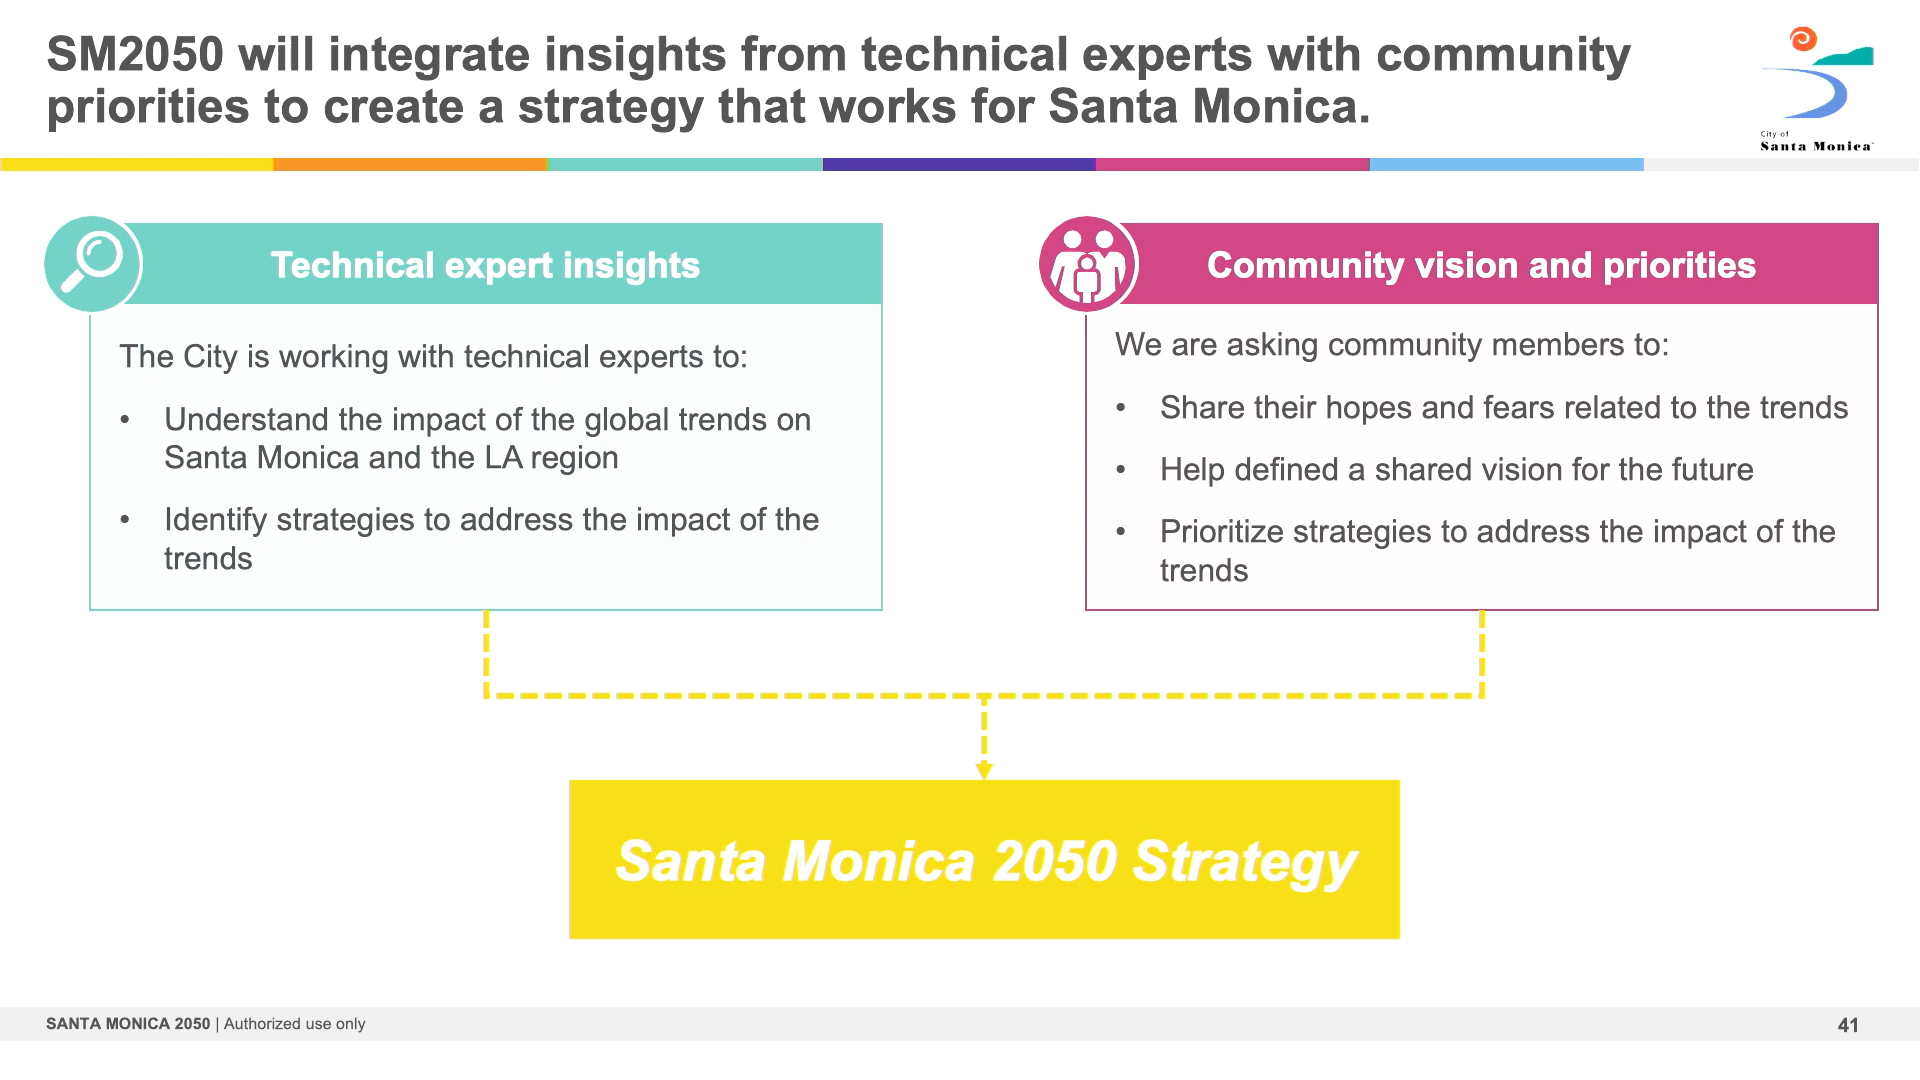 SM2050 will integrate insights from technical experts with community
priorities to create a strategy that works for Santa Monica.
City of
Santa Monica
Technical expert insights
The City is working with technical experts to:
• Understand the impact of the global trends on
Santa Monica and the LA region
• Identify strategies to address the impact of the
trends
Community vision and priorities
We are asking community members to:
• Share their hopes and fears related to the trends
• Help defined a shared vision for the future
• Prioritize strategies to address the impact of the
trends
Santa Monica 2050 Strategy
SANTA MONICA 2050 | Authorized use only
41